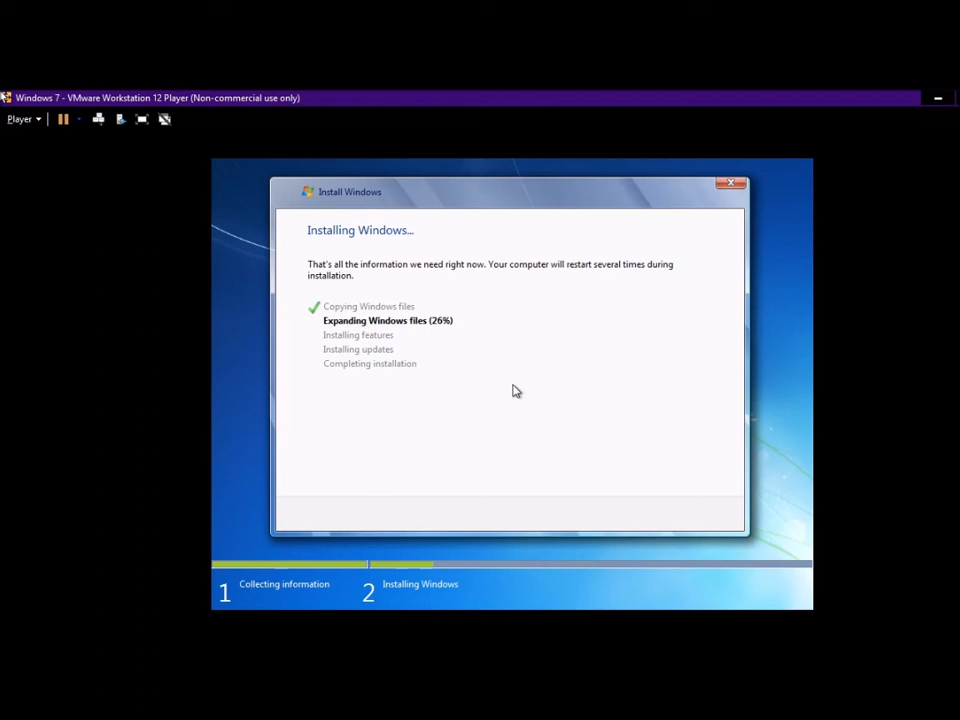 Windows 7 - VMware Workstation 12 Player (Non-commercial use only)
Player
Install Windows
Installing Windows...
That's all the information we need right now. Your computer will restart several times during
installation.
Copying Windows files
Expanding Windows files (26%)
Installing features
Installing updates
Completing installation
1 Collecting information
2 Installing Windows